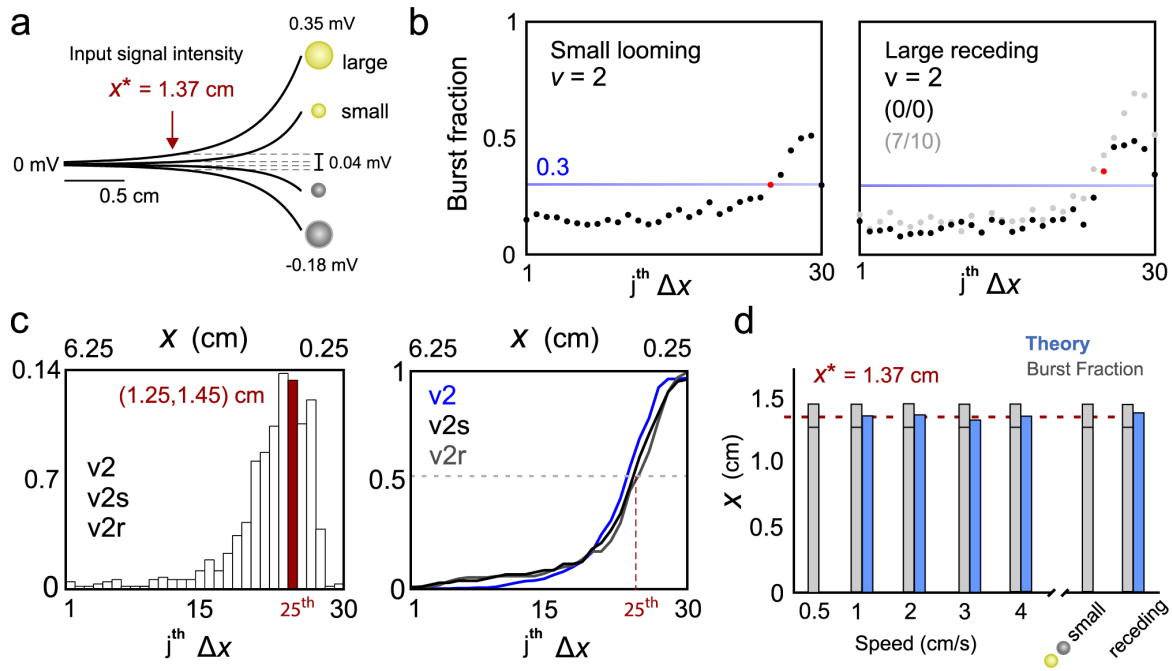 a
0.35 mV
Input signal intensity
large
x* = 1.37 cm
small
0 mV
0.04 mV
0.5 cm
-0.18 mV
b
Burst fraction
1
0.5
0
Small looming
v = 2
0.3
1
30
jth Δx
Large receding
v = 2
(0/0)
(7/10)
1
30
jth Δx
c
x (cm)
6.25
0.25
0.14
0.7
0
(1.25,1.45) cm
v2
v2s
v2r
1
15
25th
30
jth Δx
x (cm)
6.25
0.25
1
0.5
0
v2
v2s
v2r
1
15
25th
30
jth Δx
d
Theory
Burst Fraction
x* = 1.37 cm
x (cm)
1.5
1.0
0.5
0
0.5
1
2
3
4
small
receding
Speed (cm/s)